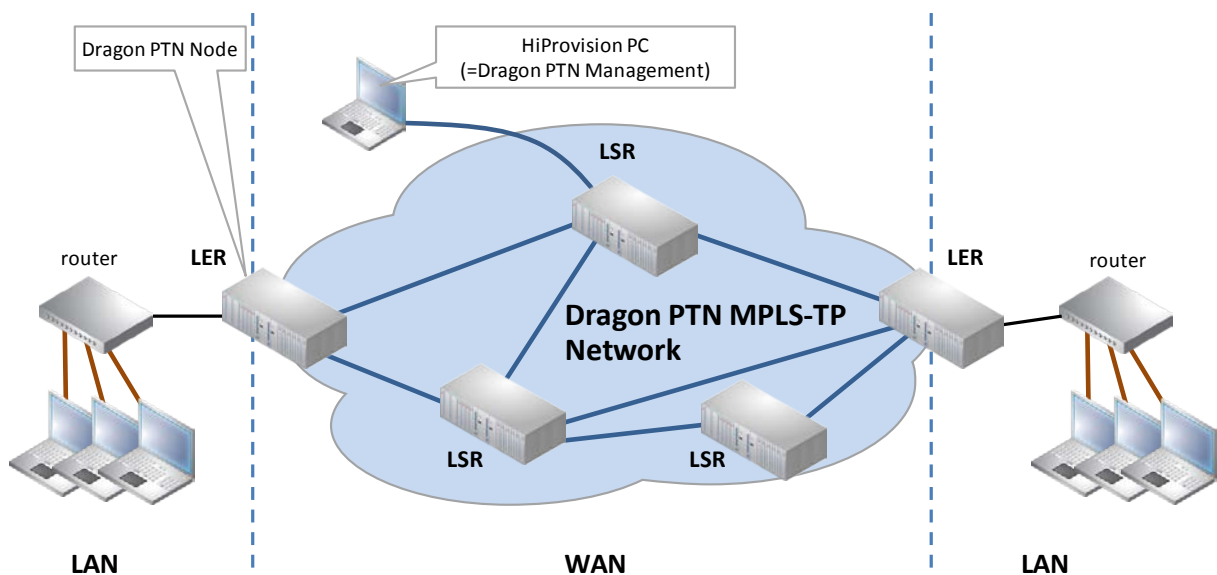 Dragon PTN Node
HiProvision PC
(=Dragon PTN Management)
LSR
router
LER
LER
router
Dragon PTN MPLS-TP
Network
LSR
LSR
LAN
WAN
LAN